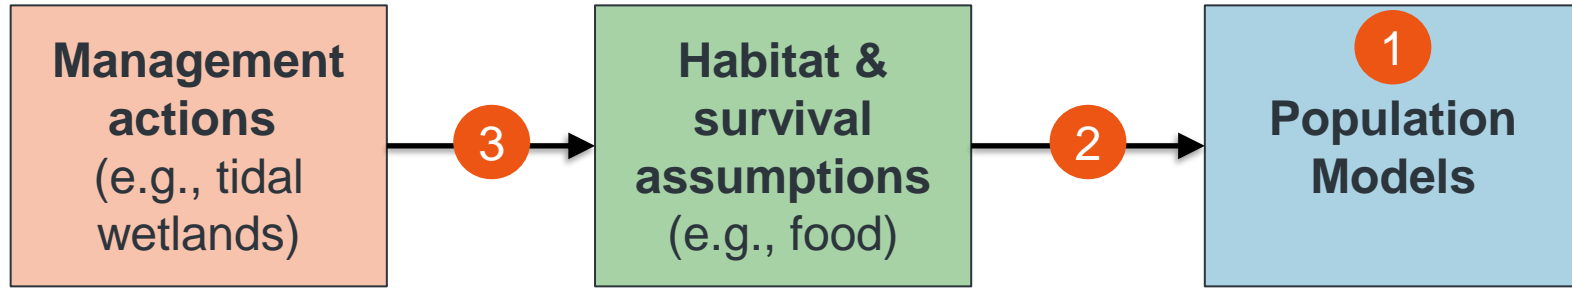 Management
actions
(e.g., tidal
wetlands)
3
Habitat &
survival
assumptions
(e.g., food)
2
1
Population
Models